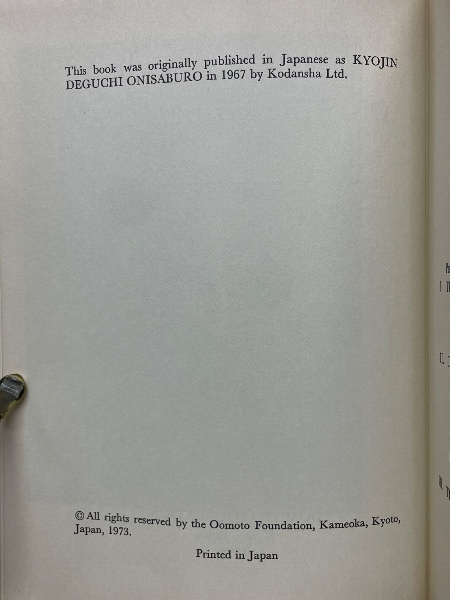 This book was originally published in Japanese as KYOJIN
DEGUCHI ONISABURO in 1967 by Kodansha Ltd.
© All rights reserved by the Oomoto Foundation, Kameoka, Kyoto,
Japan, 1973.
Printed in Japan